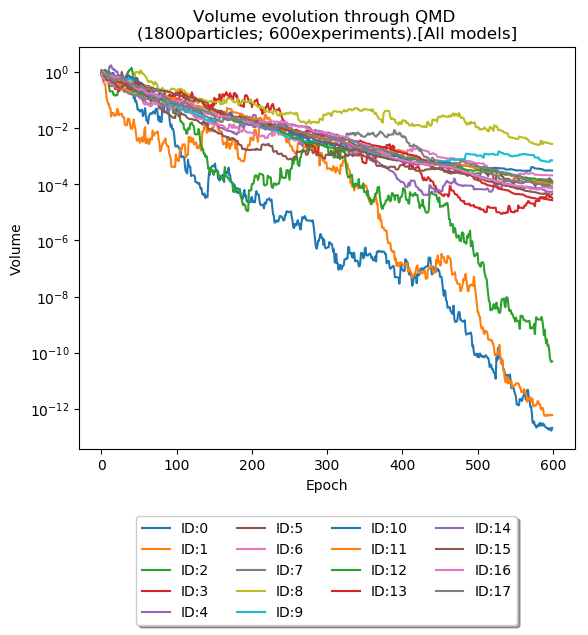 Volume evolution through QMD
(1800particles; 600experiments).[All models]
10^0
10^-2
10^-4
10^-6
10^-8
10^-10
10^-12
Volume
0 100 200 300 400 500 600
Epoch
ID:0 ID:5 ID:10 ID:14
ID:1 ID:6 ID:11 ID:15
ID:2 ID:7 ID:12 ID:16
ID:3 ID:8 ID:13 ID:17
ID:4 ID:9